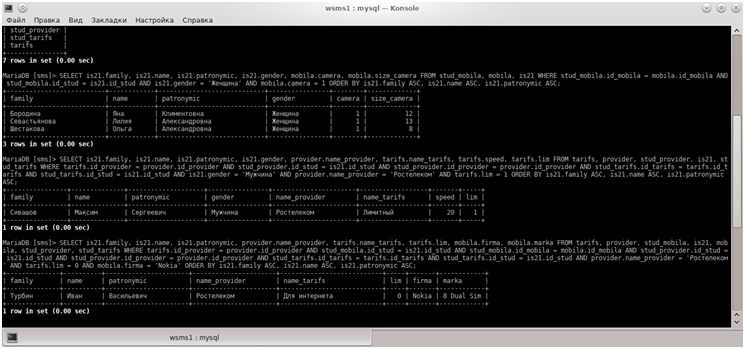 wsms1 : mysql — Konsole
Файл Правка Вид Закладки Настройка Справка
| stud_provider |
| stud_tarifs |
| tarifs |
+---------------+
7 rows in set (0.00 sec)
MariaDB [sms]> SELECT is21.family, is21.name, is21.patronymic, is21.gender, mobila.camera, mobila.size_camera FROM stud_mobila, mobila, is21 WHERE stud_mobila.id_mobila = mobila.id_mobila AND
stud_mobila.id_stud = is21.id_stud AND is21.gender = 'Женщина' AND mobila.camera = 1 ORDER BY is21.family ASC, is21.name ASC, is21.patronymic ASC;
| family | name | patronymic | gender | camera | size_camera |
| Бородина | Яна | Климентовна | Женщина | 1 | 12 |
| Севастьянова | Лилия | Александровна | Женщина | 1 | 13 |
| Шестакова | Ольга | Александровна | Женщина | 1 | 8 |
3 rows in set (0.00 sec)
MariaDB [sms]> SELECT is21.family, is21.name, is21.patronymic, is21.gender, provider.name_provider, tarifs.name_tarifs, tarifs.speed, tarifs.lim FROM tarifs, provider, stud_provider, is21, st
ud_tarifs WHERE tarifs.id_provider = provider.id_provider AND stud_provider.id_stud = is21.id_stud AND stud_provider.id_provider = provider.id_provider AND stud_tarifs.id_tarifs = tarifs.id_t
arifs AND stud_tarifs.id_stud = is21.id_stud AND is21.gender = 'Мужчина' AND provider.name_provider = 'Ростелеком' AND tarifs.lim = 1 ORDER BY is21.family ASC, is21.name ASC, is21.patronymic
ASC;
| family | name | patronymic | gender | name_provider | name_tarifs | speed | lim |
| Сивашов | Максим | Сергеевич | Мужчина | Ростелеком | Лимитный | 20 | 1 |
1 row in set (0.00 sec)
MariaDB [sms]> SELECT is21.family, is21.name, is21.patronymic, provider.name_provider, tarifs.name_tarifs, tarifs.lim, mobila.firma, mobila.marka FROM tarifs, provider, stud_mobila, is21, mob
ila, stud_provider, stud_tarifs WHERE tarifs.id_provider = provider.id_provider AND stud_mobila.id_stud = is21.id_stud AND stud_mobila.id_mobila = mobila.id_mobila AND stud_provider.id_stud =
is21.id_stud AND stud_provider.id_provider = provider.id_provider AND stud_tarifs.id_tarifs = tarifs.id_tarifs AND stud_tarifs.id_stud = is21.id_stud AND provider.name_provider = 'Ростелеком
' AND tarifs.lim = 0 AND mobila.firma = 'Nokia' ORDER BY is21.family ASC, is21.name ASC, is21.patronymic ASC;
| family | name | patronymic | name_provider | name_tarifs | lim | firma | marka |
| Турбин | Иван | Васильевич | Ростелеком | Для интернета | 0 | Nokia | 8 Dual Sim |
1 row in set (0.00 sec)
wsms1 : mysql